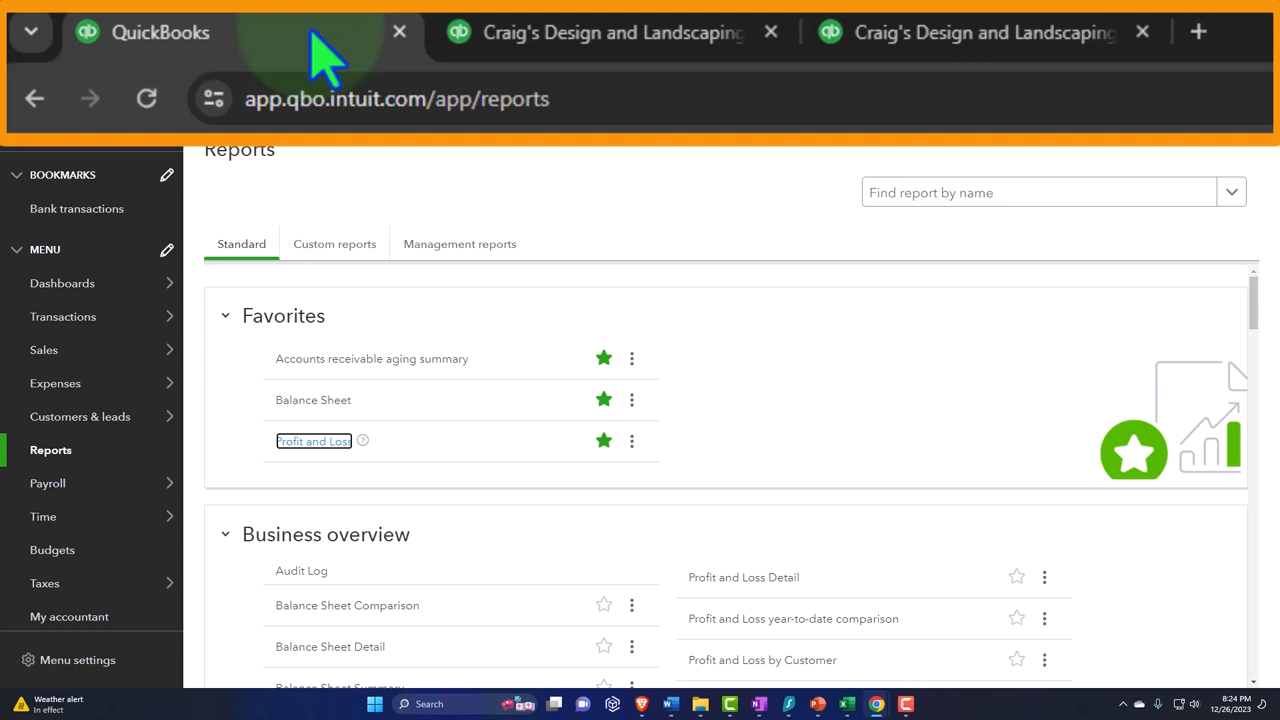 QuickBooks
Craig's Design and Landscaping
Craig's Design and Landscaping
app.qbo.intuit.com/app/reports
Reports
BOOKMARKS
Bank transactions
MENU
Dashboards
Transactions
Sales
Expenses
Customers & leads
Reports
Payroll
Time
Budgets
Taxes
My accountant
Menu settings
Find report by name
Standard
Custom reports
Management reports
Favorites
Accounts receivable aging summary
Balance Sheet
Profit and Loss
Business overview
Audit Log
Balance Sheet Comparison
Balance Sheet Detail
Balance Sheet Summary
Profit and Loss Detail
Profit and Loss year-to-date comparison
Profit and Loss by Customer
Weather alert
In effect
Search
8:24 PM
12/26/2023